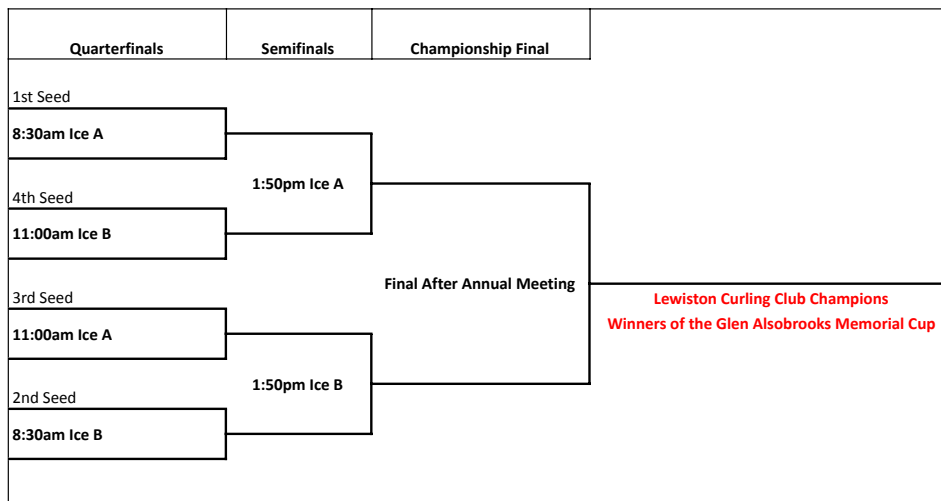 Quarterfinals
Semifinals
Championship Final
1st Seed
8:30am Ice A
1:50pm Ice A
4th Seed
11:00am Ice B
Final After Annual Meeting
3rd Seed
Lewiston Curling Club Champions
11:00am Ice A
Winners of the Glen Alsobrooks Memorial Cup
1:50pm Ice B
2nd Seed
8:30am Ice B